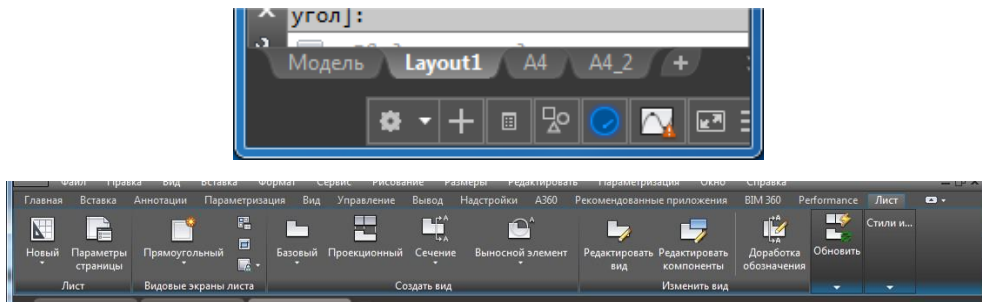 угол]:
Модель Layout1 A4 A4_2 +
Файл Правка Вид Вставка Формат Сервис Рисование Размеры Редактировать Параметризация Окно Справка
Главная Вставка Аннотации Параметризация Вид Управление Вывод Надстройки A360 Рекомендованные приложения BIM 360 Performance Лист
Новый Параметры страницы Прямоугольный Базовый Проекционный Сечение Выносной элемент Редактировать вид Редактировать компоненты Доработка обозначения Обновить Стили и...
Лист Видовые экраны листа Создать вид Изменить вид